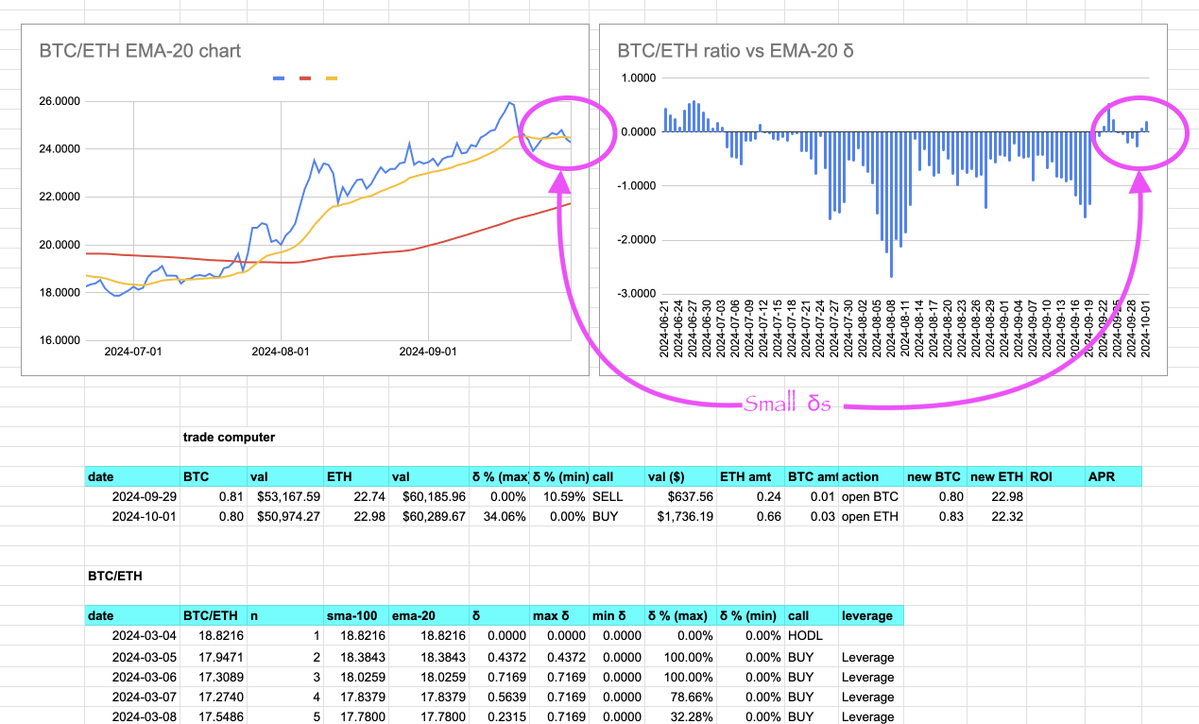 BTC/ETH EMA-20 chart
26.0000
24.0000
22.0000
20.0000
18.0000
16.0000
2024-07-01 2024-08-01 2024-09-01
BTC/ETH ratio vs EMA-20 δ
1.0000
0.0000
-1.0000
-2.0000
-3.0000
2024-06-21 2024-06-24 2024-06-27 2024-06-30 2024-07-03 2024-07-06 2024-07-09 2024-07-12 2024-07-15 2024-07-18 2024-07-21 2024-07-24 2024-07-27 2024-07-30 2024-08-02 2024-08-05 2024-08-08 2024-08-11 2024-08-14 2024-08-17 2024-08-20 2024-08-23 2024-08-26 2024-08-29 2024-09-01 2024-09-04 2024-09-07 2024-09-10 2024-09-13 2024-09-16 2024-09-19 2024-09-22 2024-09-25 2024-09-28 2024-10-01
Small δs
trade computer
date BTC val ETH val δ % (max) δ % (min) call val ($) ETH amt BTC amt action new BTC new ETH ROI APR
2024-09-29 0.81 $53,167.59 22.74 $60,185.96 0.00% 10.59% SELL $637.56 0.24 0.01 open BTC 0.80 22.98
2024-10-01 0.80 $50,974.27 22.98 $60,289.67 34.06% 0.00% BUY $1,736.19 0.66 0.03 open ETH 0.83 22.32
BTC/ETH
date BTC/ETH n sma-100 ema-20 δ max δ min δ δ % (max) δ % (min) call leverage
2024-03-04 18.8216 1 18.8216 18.8216 0.0000 0.0000 0.0000 0.00% 0.00% HODL
2024-03-05 17.9471 2 18.3843 18.3843 0.4372 0.4372 0.0000 100.00% 0.00% BUY Leverage
2024-03-06 17.3089 3 18.0259 18.0259 0.7169 0.7169 0.0000 100.00% 0.00% BUY Leverage
2024-03-07 17.2740 4 17.8379 17.8379 0.5639 0.7169 0.0000 78.66% 0.00% BUY Leverage
2024-03-08 17.5486 5 17.7800 17.7800 0.2315 0.7169 0.0000 32.28% 0.00% BUY Leverage